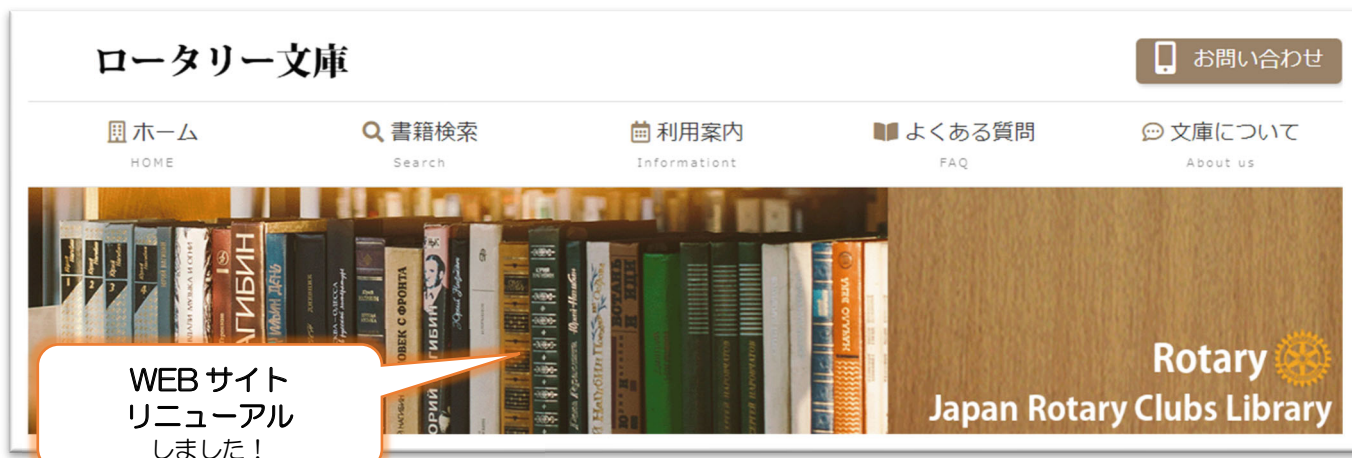 ロータリー文庫
お問い合わせ
ホーム
HOME
書籍検索
Search
利用案内
Informationt
よくある質問
FAQ
文庫について
About us
АГИБИН
НАЧАЛО ВЕКА
Rotary
Japan Rotary Clubs Library
WEB サイト
リニューアル
しました！